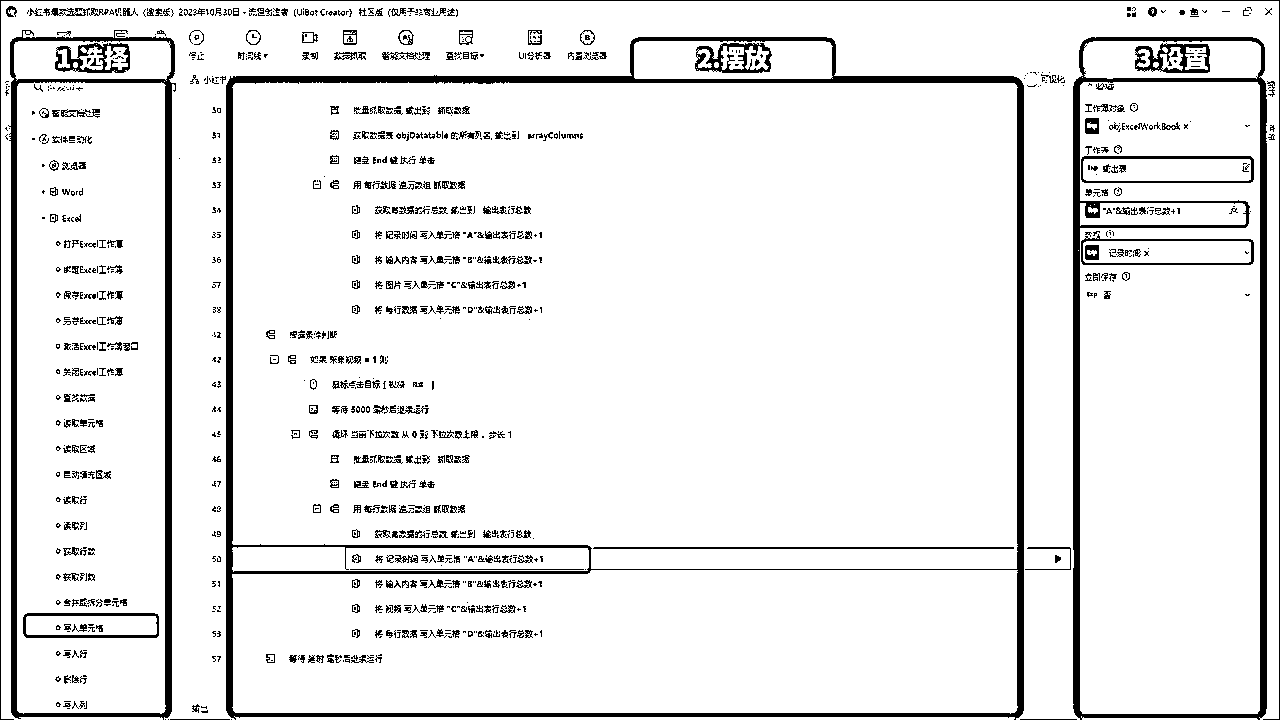 小红书爆款选题抓取RPA机器人（搜索版）2023年10月30日 - 流程创造者（UiBot Creator）社区版（仅用于非商业用途）
停止
时间线
录制
数据抓取
智能文档处理
查找目标
UI分析器
内置浏览器
1.选择
2.摆放
3.设置
小红书
可视化
智能文档处理
软件自动化
浏览器
Word
Excel
打开Excel工作簿
绑定Excel工作簿
保存Excel工作簿
另存Excel工作簿
激活Excel工作簿窗口
关闭Excel工作簿
查找数据
读取单元格
读取区域
自动填充区域
读取行
读取列
获取行数
获取列数
合并或拆分单元格
写入单元格
写入行
删除行
写入列
30 批量抓取数据, 输出到 抓取数据
31 获取数据表 objDatatable 的所有列名, 输出到 arrayColumns
32 键盘 End 键 执行 单击
33 用 每行数据 遍历数组 抓取数据
34 获取有数据的行总数, 输出到 输出表行总数
35 将 记录时间 写入单元格 "A"&输出表行总数+1
36 将 输入内容 写入单元格 "B"&输出表行总数+1
37 将 图片 写入单元格 "C"&输出表行总数+1
38 将 每行数据 写入单元格 "D"&输出表行总数+1
42 根据条件判断
42 如果 采集视频 = 1 则
43 鼠标点击目标
44 等待 5000 毫秒后继续运行
45 循环 当前下拉次数 从 0 到 下拉次数上限 , 步长 1
46 批量抓取数据, 输出到 抓取数据
47 键盘 End 键 执行 单击
48 用 每行数据 遍历数组 抓取数据
49 获取有数据的行总数, 输出到 输出表行总数
50 将 记录时间 写入单元格 "A"&输出表行总数+1
51 将 输入内容 写入单元格 "B"&输出表行总数+1
52 将 视频 写入单元格 "C"&输出表行总数+1
53 将 每行数据 写入单元格 "D"&输出表行总数+1
57 等待 延时 毫秒后继续运行
输出
必选
工作簿对象
objExcelWorkBook ×
工作表
Exp 输出表
单元格
"A"&输出表行总数+1
数据
记录时间 ×
立即保存
Exp 否